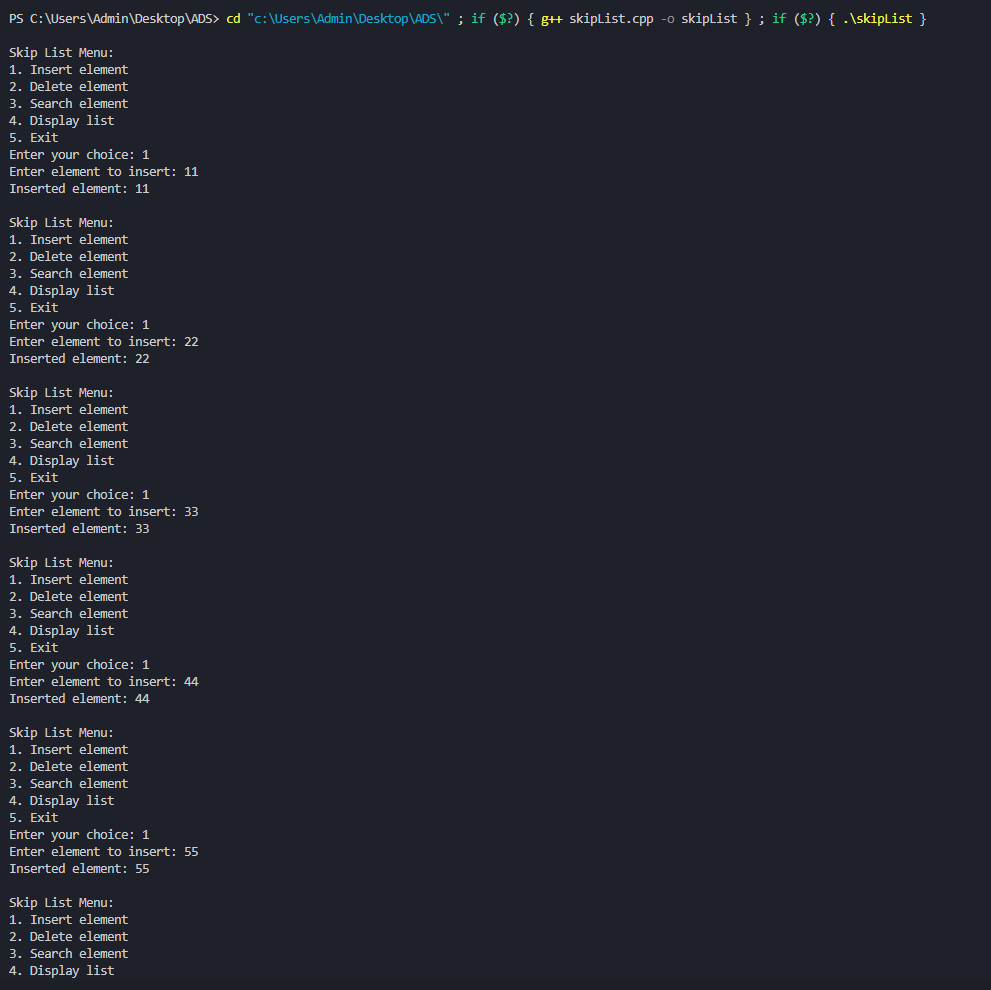 PS C:\Users\Admin\Desktop\ADS> cd "c:\Users\Admin\Desktop\ADS\" ; if ($?) { g++ skipList.cpp -o skipList } ; if ($?) { .\skipList }
Skip List Menu:
1. Insert element
2. Delete element
3. Search element
4. Display list
5. Exit
Enter your choice: 1
Enter element to insert: 11
Inserted element: 11
Skip List Menu:
1. Insert element
2. Delete element
3. Search element
4. Display list
5. Exit
Enter your choice: 1
Enter element to insert: 22
Inserted element: 22
Skip List Menu:
1. Insert element
2. Delete element
3. Search element
4. Display list
5. Exit
Enter your choice: 1
Enter element to insert: 33
Inserted element: 33
Skip List Menu:
1. Insert element
2. Delete element
3. Search element
4. Display list
5. Exit
Enter your choice: 1
Enter element to insert: 44
Inserted element: 44
Skip List Menu:
1. Insert element
2. Delete element
3. Search element
4. Display list
5. Exit
Enter your choice: 1
Enter element to insert: 55
Inserted element: 55
Skip List Menu:
1. Insert element
2. Delete element
3. Search element
4. Display list